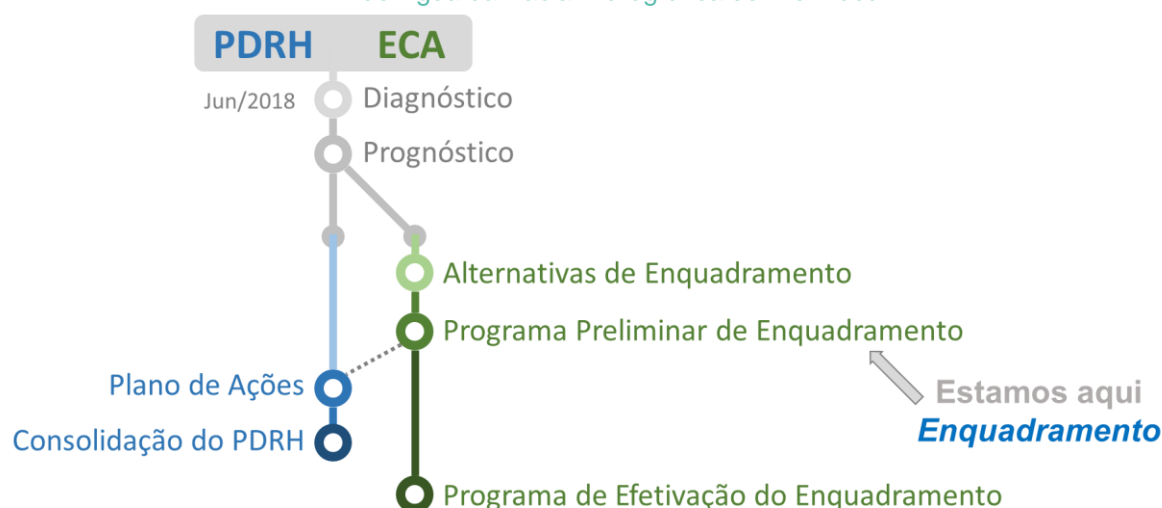 PDRH ECA
Jun/2018 Diagnóstico
Prognóstico
Alternativas de Enquadramento
Programa Preliminar de Enquadramento
Plano de Ações
Estamos aqui
Enquadramento
Consolidação do PDRH
Programa de Efetivação do Enquadramento